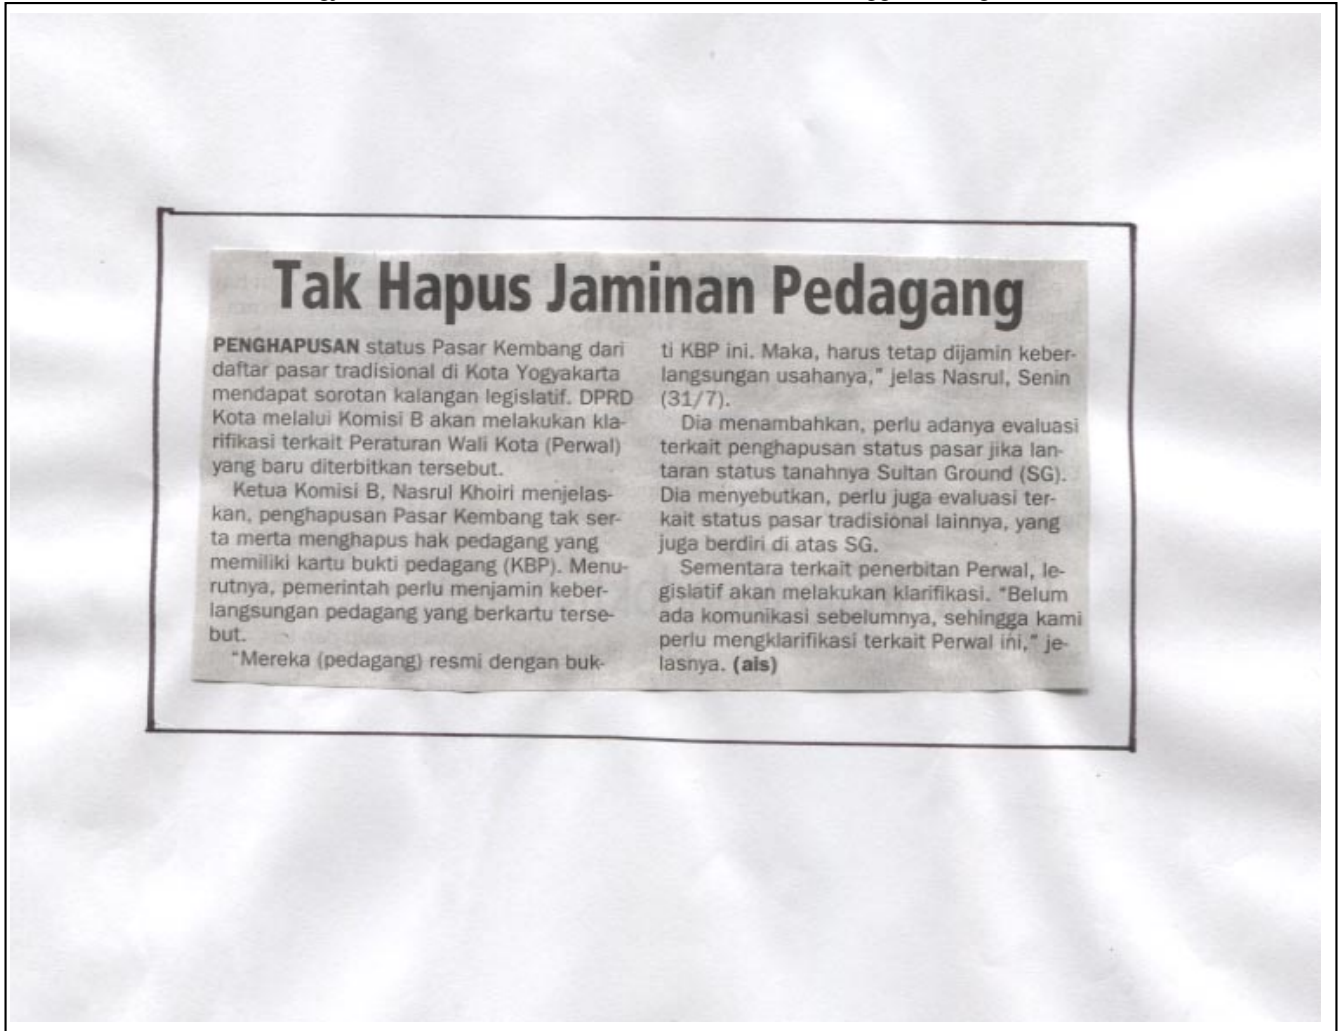 Tak Hapus Jaminan Pedagang
PENGHAPUSAN status Pasar Kembang dari
daftar pasar tradisional di Kota Yogyakarta
mendapat sorotan kalangan legislatif. DPRD
Kota melalui Komisi B akan melakukan kla-
rifikasi terkait Peraturan Wali Kota (Perwal)
yang baru diterbitkan tersebut.
Ketua Komisi B, Nasrul Khoiri menjelas-
kan, penghapusan Pasar Kembang tak ser-
ta merta menghapus hak pedagang yang
memiliki kartu bukti pedagang (KBP). Menu-
rutnya, pemerintah perlu menjamin keber-
langsungan pedagang yang berkartu terse-
but.
"Mereka (pedagang) resmi dengan buk-
ti KBP ini. Maka, harus tetap dijamin keber-
langsungan usahanya," jelas Nasrul, Senin
(31/7).
Dia menambahkan, perlu adanya evaluasi
terkait penghapusan status pasar jika lan-
taran status tanahnya Sultan Ground (SG).
Dia menyebutkan, perlu juga evaluasi ter-
kait status pasar tradisional lainnya, yang
juga berdiri di atas SG.
Sementara terkait penerbitan Perwal, le-
gislatif akan melakukan klarifikasi. "Belum
ada komunikasi sebelumnya, sehingga kami
perlu mengklarifikasi terkait Perwal ini," je-
lasnya. (ais)